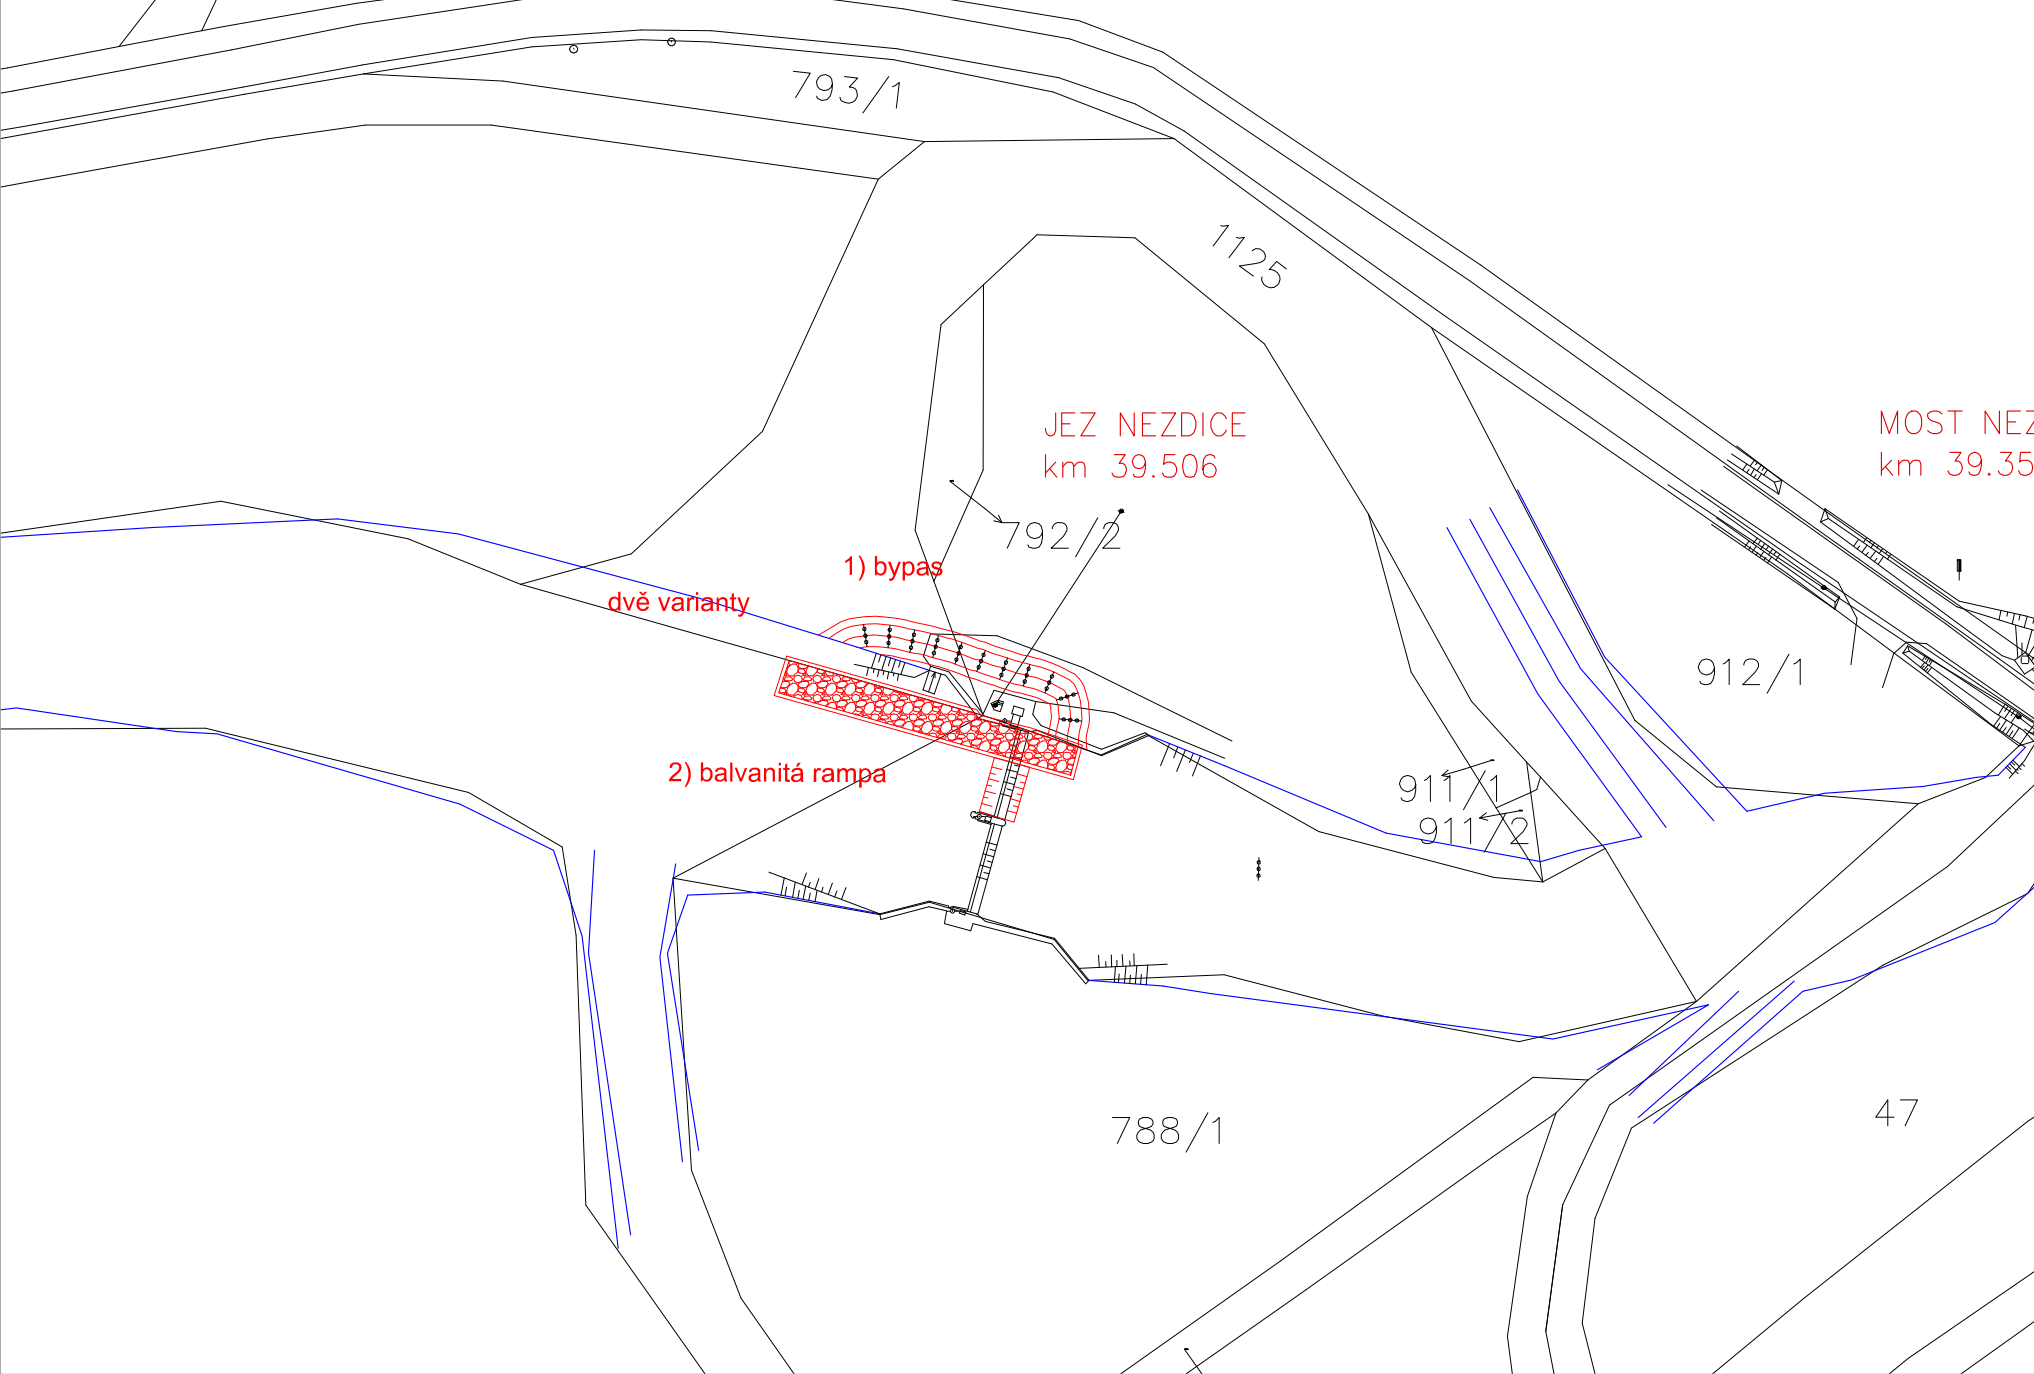 793/1
1125
JEZ NEZDICE
km 39.506
MOST NEZ
km 39.35
792/2
1) bypas
dvě varianty
912/1
2) balvanitá rampa
911/1
911/2
788/1
47